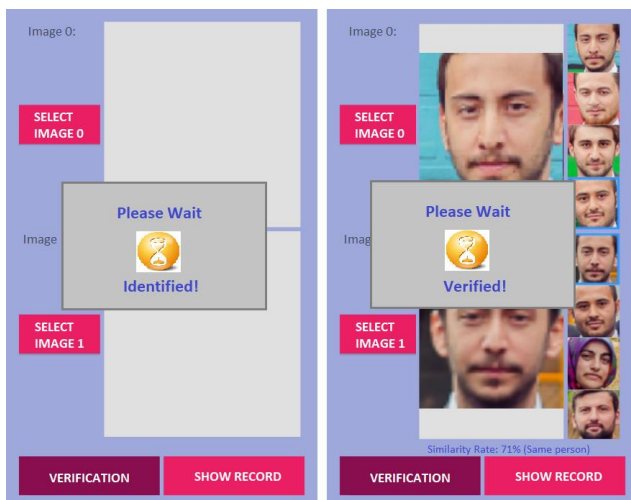 Image 0:
SELECT
IMAGE 0
Please Wait
Image
Identified!
SELECT
IMAGE 1
VERIFICATION
SHOW RECORD
Image 0:
SELECT
IMAGE 0
Please Wait
Imag
Verified!
SELECT
IMAGE 1
Similarity Rate: 71% (Same person)
VERIFICATION
SHOW RECORD